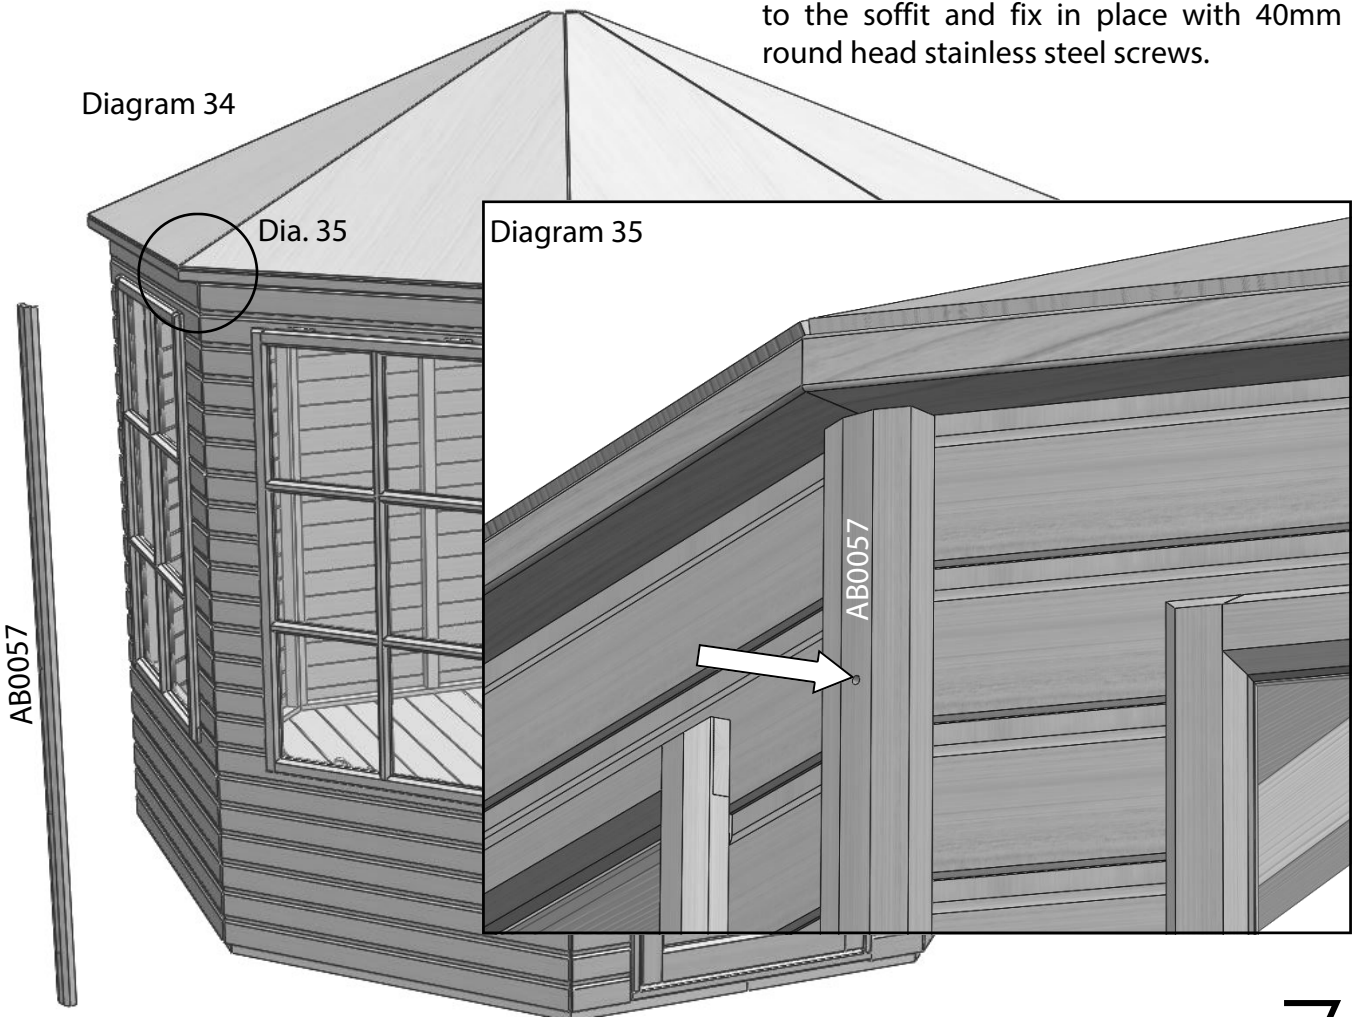 to the soffit and fix in place with 40mm
round head stainless steel screws.
Diagram 34
Dia. 35
Diagram 35
AB0057
AB0057